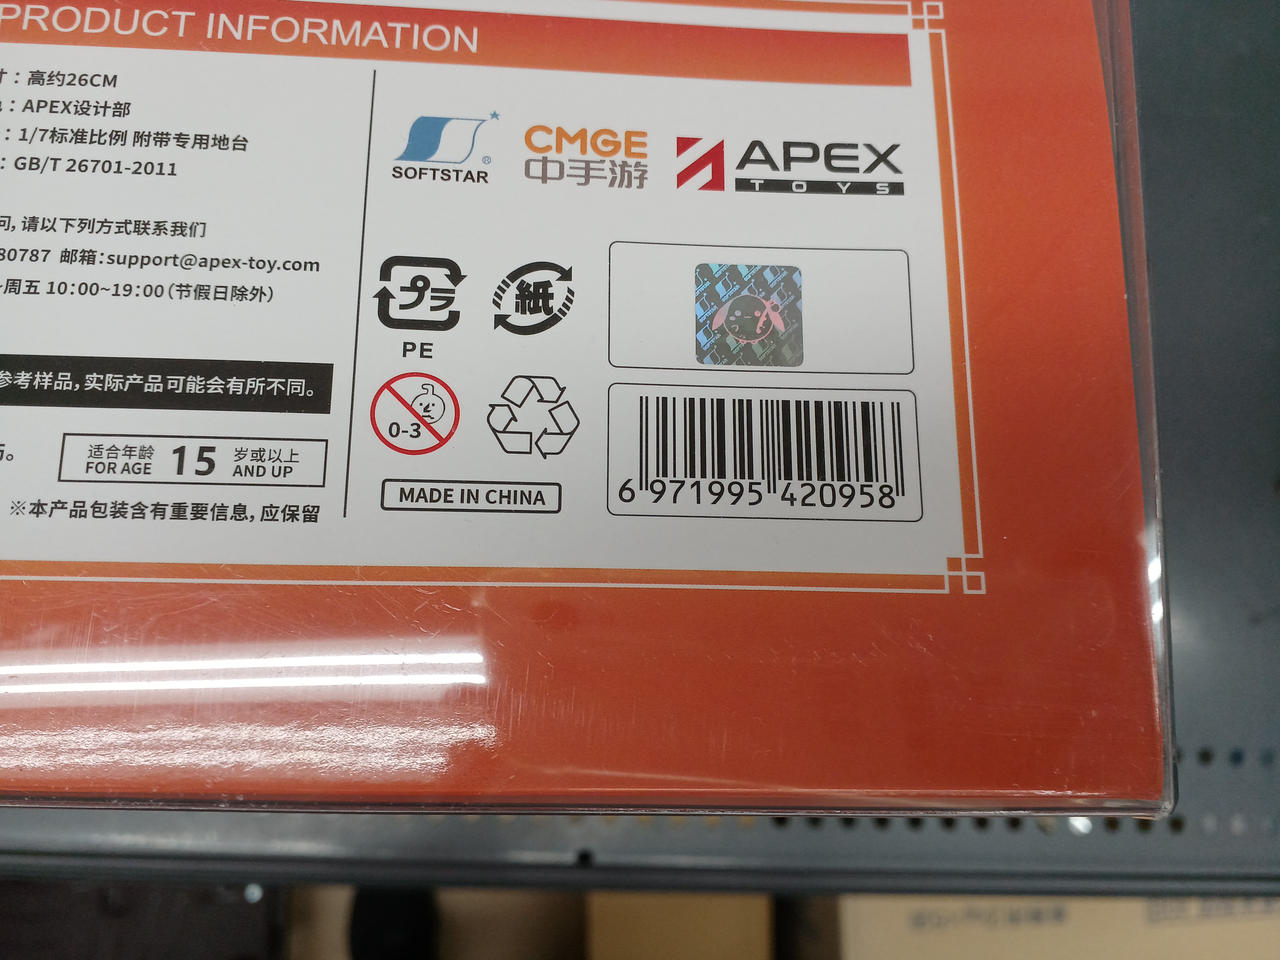 PRODUCT INFORMATION
：高约26CM
：APEX设计部
：1/7标准比例 附带专用地台
：GB/T 26701-2011
问，请以下列方式联系我们
80787 邮箱：support@apex-toy.com
周五 10:00~19:00（节假日除外）
参考样品，实际产品可能会有所不同。
适合年龄
FOR AGE
15
岁或以上
AND UP
※本产品包装含有重要信息，应保留
SOFTSTAR
®
CMGE
中手游
APEX
TOYS
プラ
PE
紙
0-3
MADE IN CHINA
6 971995 420958